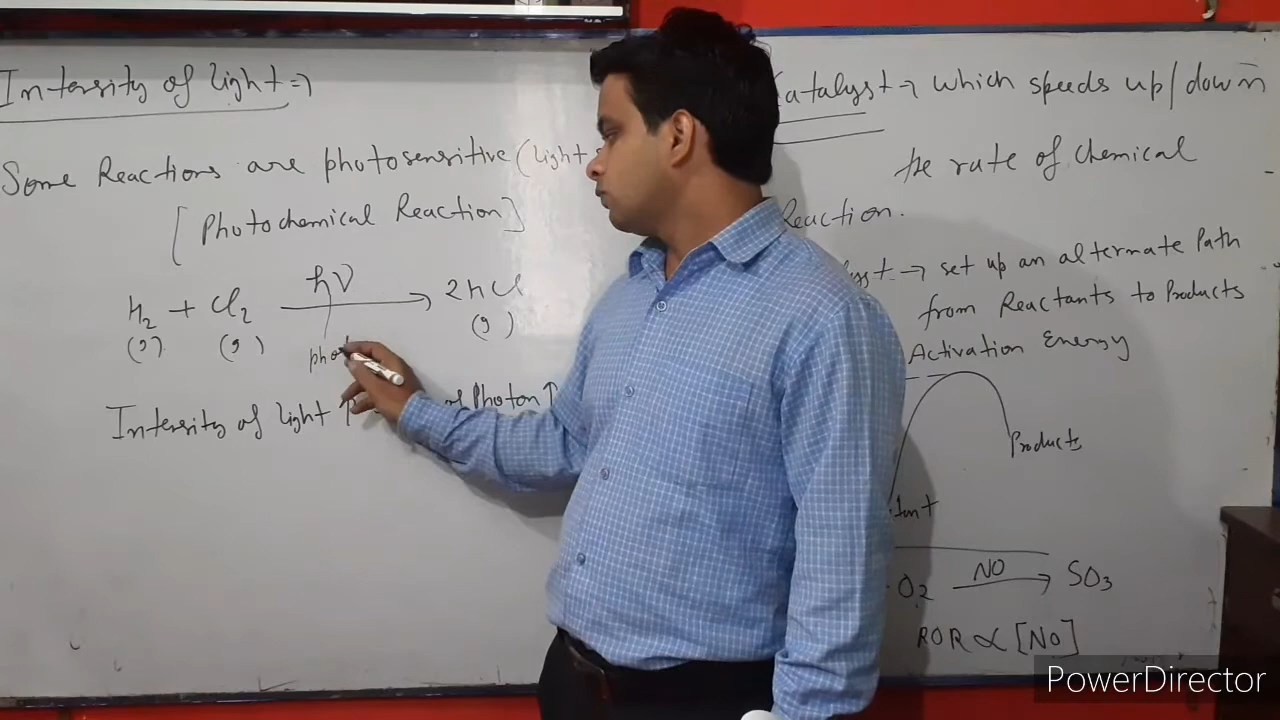 Intensity of light ⇒
Some Reactions are photosensitive (light
[Photochemical Reaction]
H2 + Cl2 hν → 2HCl
(g) (g) (g)
phot
Intensity of light ↑ of Photon ↑
Catalyst → which speeds up/down
the rate of chemical
Reaction.
yst → set up an alternate Path
from Reactants to Products
Activation Energy
Products
tant
O2 NO → SO3
ROR ∝ [NO]
PowerDirector